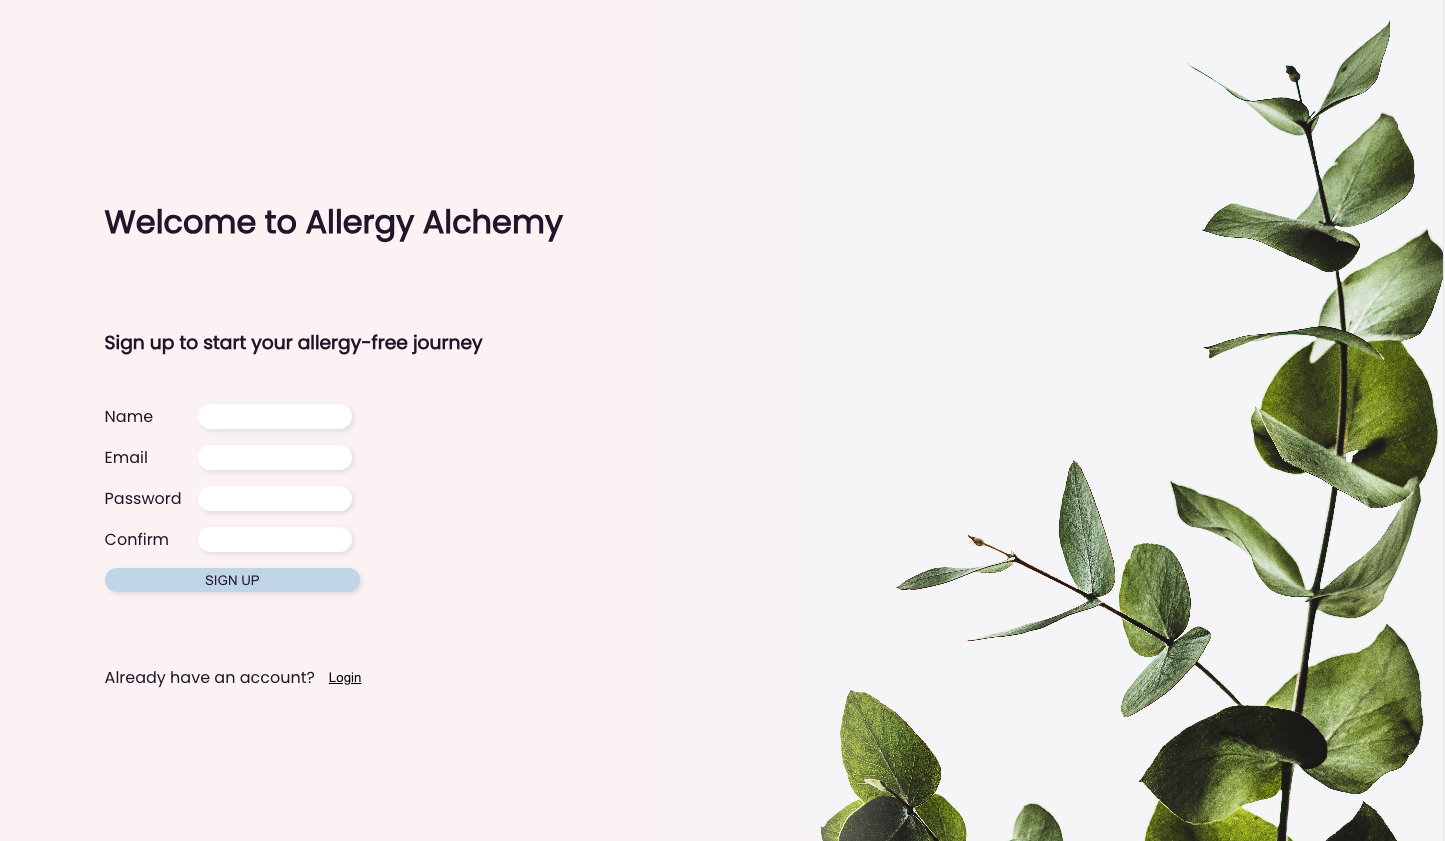 Welcome to Allergy Alchemy
Sign up to start your allergy-free journey
Name
Email
Password
Confirm
SIGN UP
Already have an account? Login